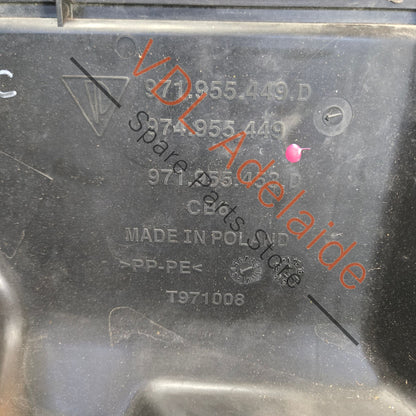 C
971.955.449.D
974.955.449
971.955.463.D
MADE IN POLAND
>PP-PE<
T971008
VDL Adelaide
Spare Parts Store